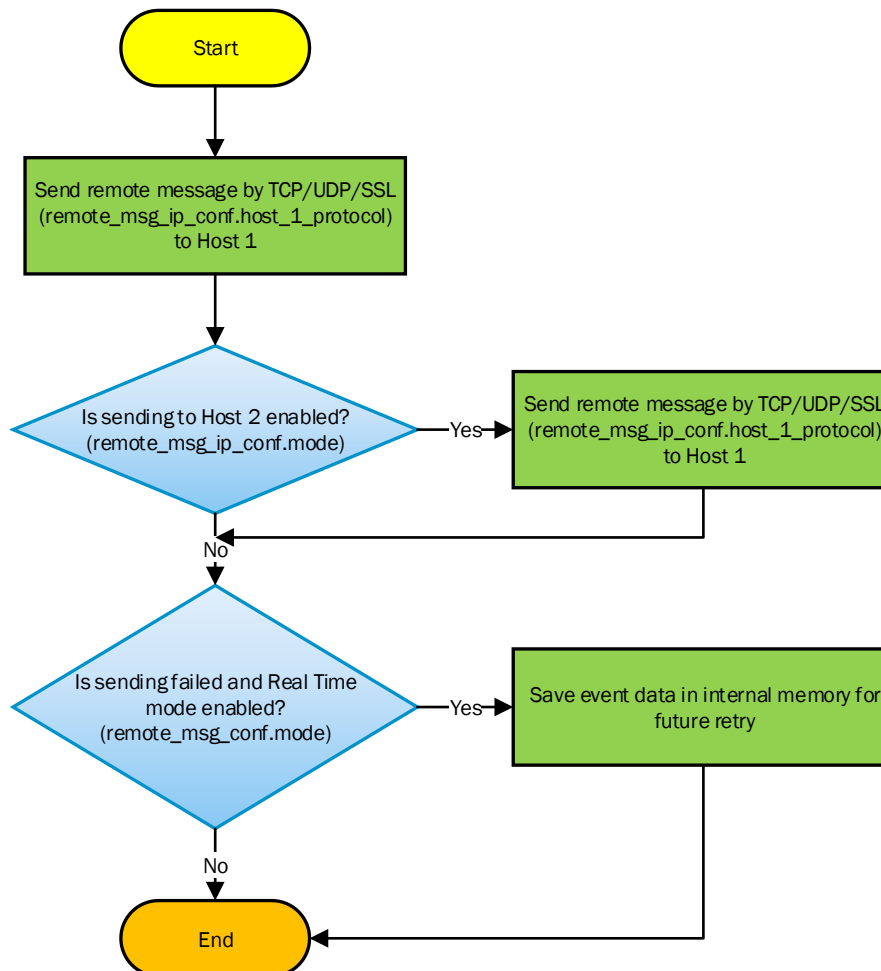 Start
Send remote message by TCP/UDP/SSL
(remote_msg_ip_conf.host_1_protocol)
to Host 1
Is sending to Host 2 enabled?
(remote_msg_ip_conf.mode)
Yes
Send remote message by TCP/UDP/SSL
(remote_msg_ip_conf.host_1_protocol)
to Host 1
No
Is sending failed and Real Time
mode enabled?
(remote_msg_conf.mode)
Yes
Save event data in internal memory for
future retry
No
End